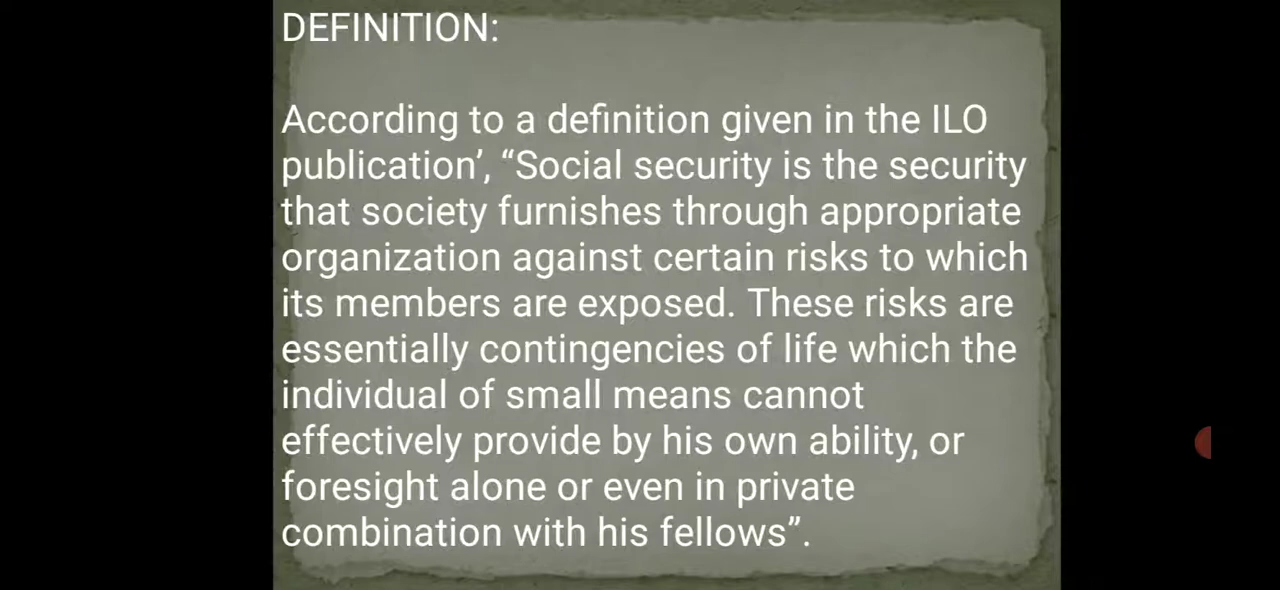 DEFINITION:
According to a definition given in the ILO
publication’, “Social security is the security
that society furnishes through appropriate
organization against certain risks to which
its members are exposed. These risks are
essentially contingencies of life which the
individual of small means cannot
effectively provide by his own ability, or
foresight alone or even in private
combination with his fellows”.